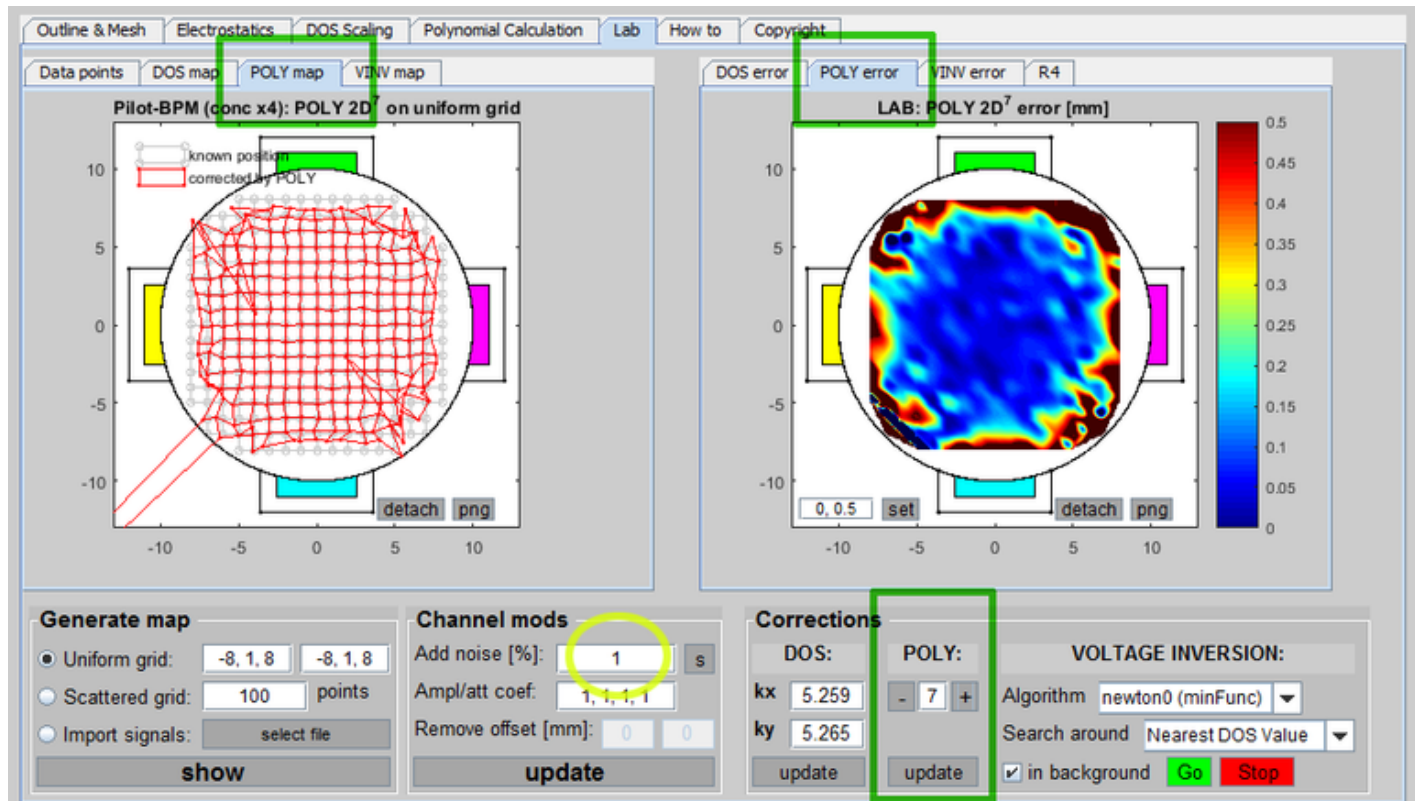 Outline & Mesh Electrostatics DOS Scaling Polynomial Calculation Lab How to Copyright
Data points DOS map POLY map VINV map
Pilot-BPM (conc x4): POLY 2D⁷ on uniform grid
known position
corrected by POLY
10
5
0
-5
-10
-10 -5 0 5 10
detach png
DOS error POLY error VINV error R4
LAB: POLY 2D⁷ error [mm]
10
5
0
-5
-10
-10 -5 0 5 10
0, 0.5 set detach png
0.5
0.45
0.4
0.35
0.3
0.25
0.2
0.15
0.1
0.05
0
Generate map
Uniform grid: -8, 1, 8 -8, 1, 8
Scattered grid: 100 points
Import signals: select file
show
Channel mods
Add noise [%]: 1 s
Ampl/att coef: 1, 1, 1, 1
Remove offset [mm]: 0 0
update
Corrections
DOS:
kx 5.259
ky 5.265
update
POLY:
- 7 +
update
VOLTAGE INVERSION:
Algorithm newton0 (minFunc)
Search around Nearest DOS Value
in background Go Stop